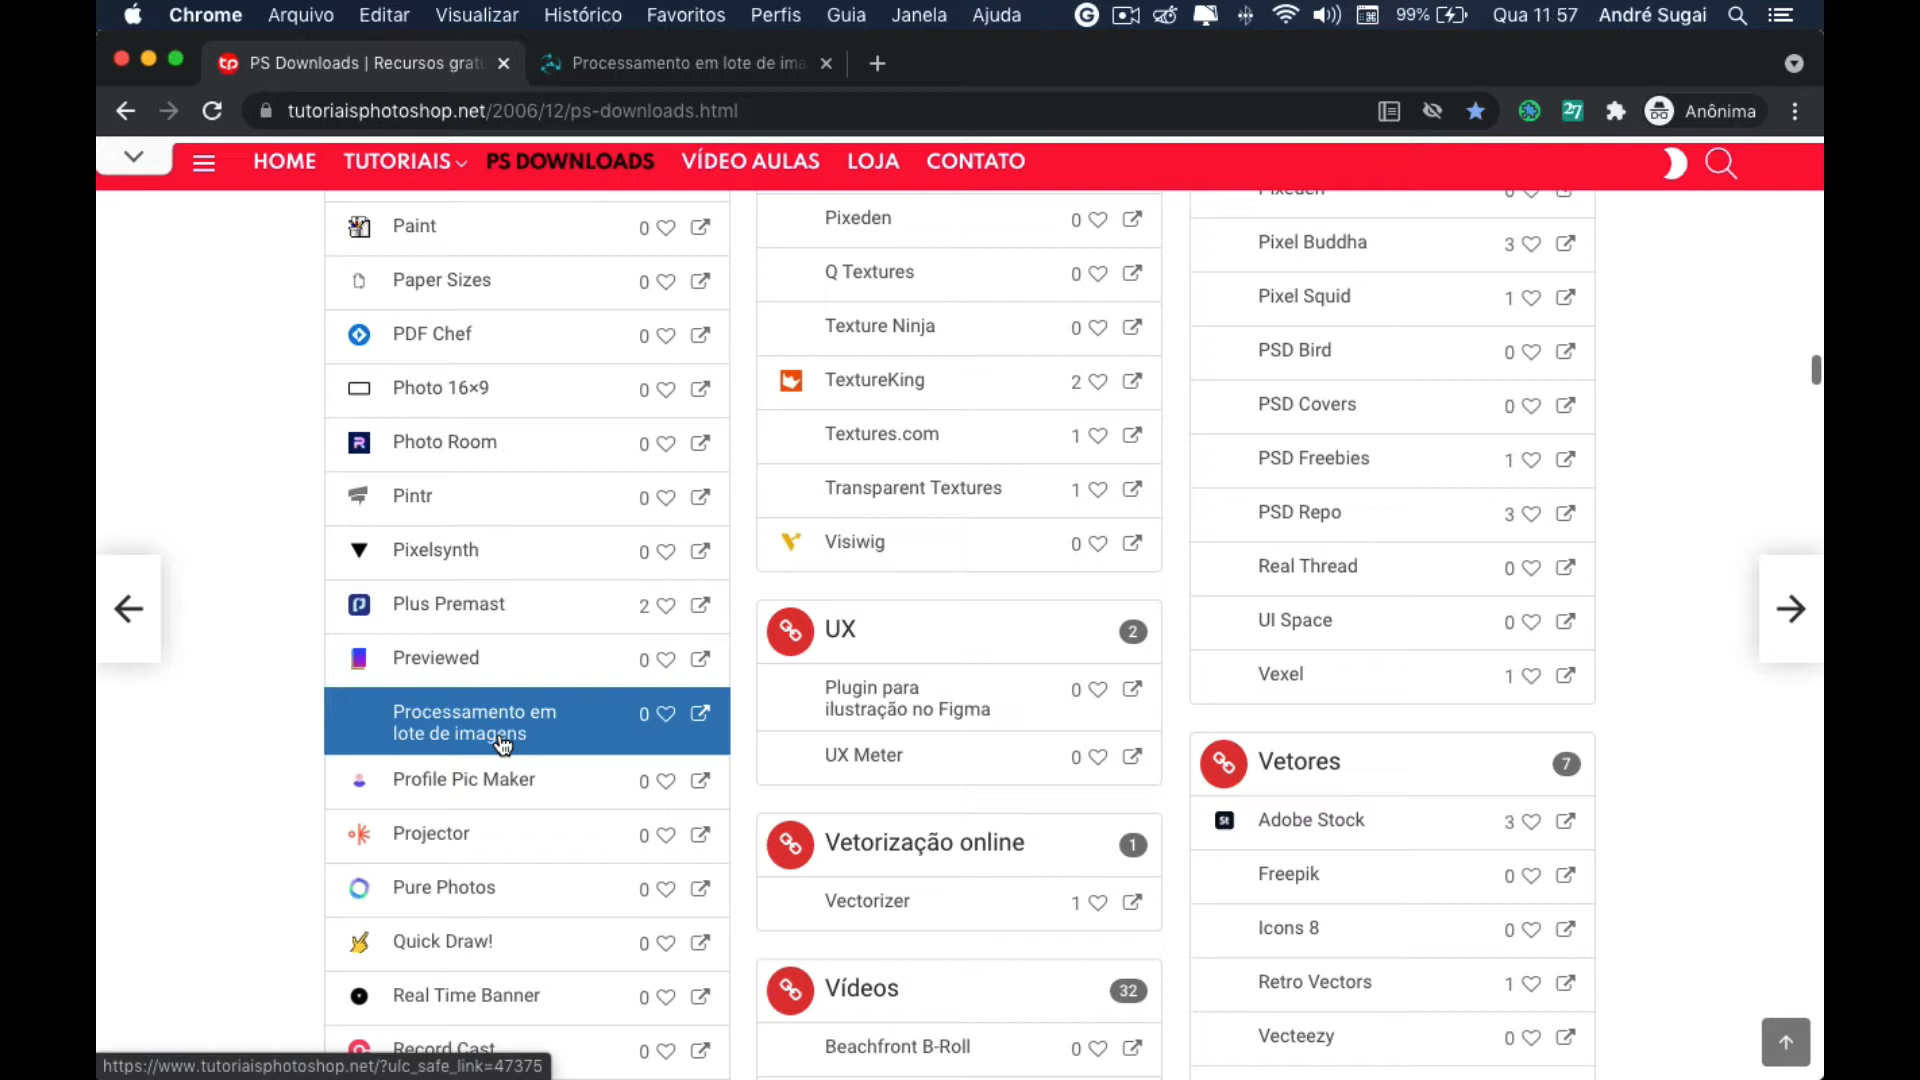 Chrome Arquivo Editar Visualizar Histórico Favoritos Perfis Guia Janela Ajuda 99% Qua 11 57 André Sugai
PS Downloads | Recursos grat
Processamento em lote de ima
tutoriaisphotoshop.net/2006/12/ps-downloads.html
27
Anônima
HOME TUTORIAIS PS DOWNLOADS VÍDEO AULAS LOJA CONTATO
Paint 0
Paper Sizes 0
PDF Chef 0
Photo 16×9 0
Photo Room 0
Pintr 0
Pixelsynth 0
Plus Premast 2
Previewed 0
Processamento em 0
lote de imagens
Profile Pic Maker 0
Projector 0
Pure Photos 0
Quick Draw! 0
Real Time Banner 0
Record Cast 0
https://www.tutoriaisphotoshop.net/?ulc_safe_link=47375
Pixeden 0
Q Textures 0
Texture Ninja 0
TextureKing 2
Textures.com 1
Transparent Textures 1
Visiwig 0
UX 2
Plugin para 0
ilustração no Figma
UX Meter 0
Vetorização online 1
Vectorizer 1
Vídeos 32
Beachfront B-Roll 0
Pixeden 0
Pixel Buddha 3
Pixel Squid 1
PSD Bird 0
PSD Covers 0
PSD Freebies 1
PSD Repo 3
Real Thread 0
UI Space 0
Vexel 1
Vetores 7
St Adobe Stock 3
Freepik 0
Icons 8 0
Retro Vectors 1
Vecteezy 0